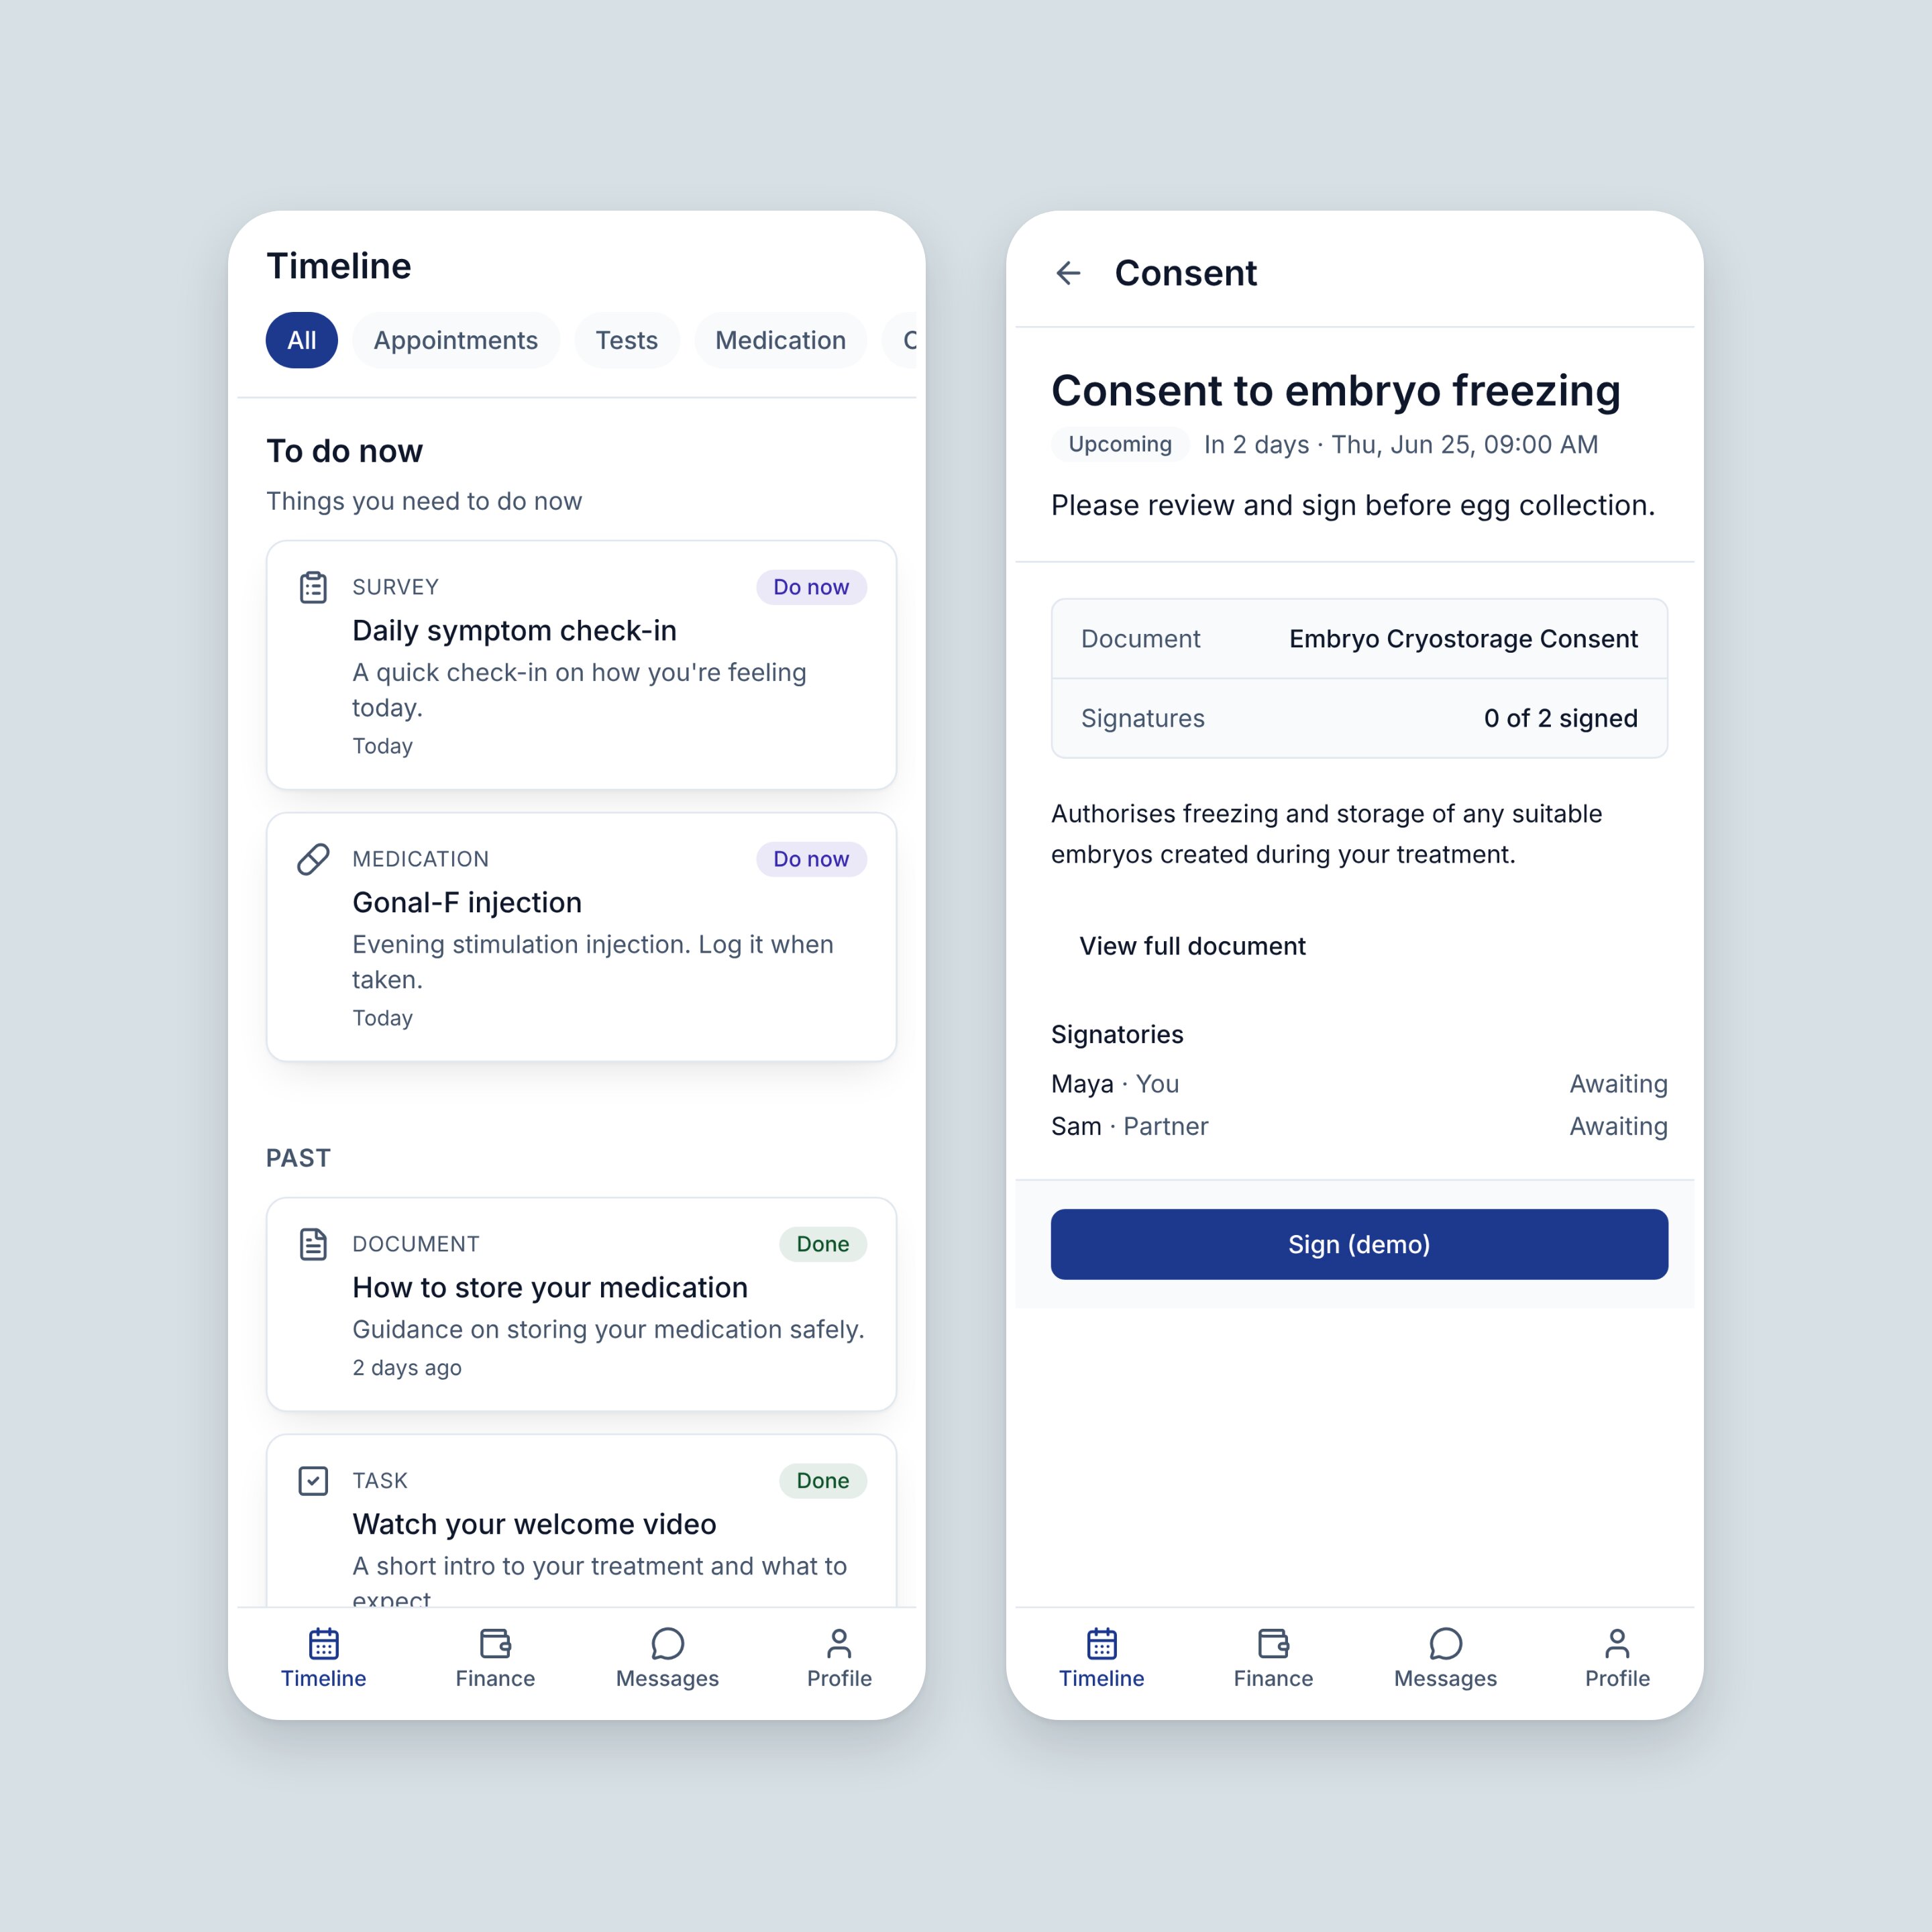 Timeline
All
Appointments
Tests
Medication
To do now
Things you need to do now
SURVEY
Do now
Daily symptom check-in
A quick check-in on how you're feeling
today.
Today
MEDICATION
Do now
Gonal-F injection
Evening stimulation injection. Log it when
taken.
Today
PAST
DOCUMENT
Done
How to store your medication
Guidance on storing your medication safely.
2 days ago
TASK
Done
Watch your welcome video
A short intro to your treatment and what to
expect
Timeline
Finance
Messages
Profile
Consent
Consent to embryo freezing
Upcoming
In 2 days · Thu, Jun 25, 09:00 AM
Please review and sign before egg collection.
Document
Embryo Cryostorage Consent
Signatures
0 of 2 signed
Authorises freezing and storage of any suitable
embryos created during your treatment.
View full document
Signatories
Maya · You
Awaiting
Sam · Partner
Awaiting
Sign (demo)
Timeline
Finance
Messages
Profile